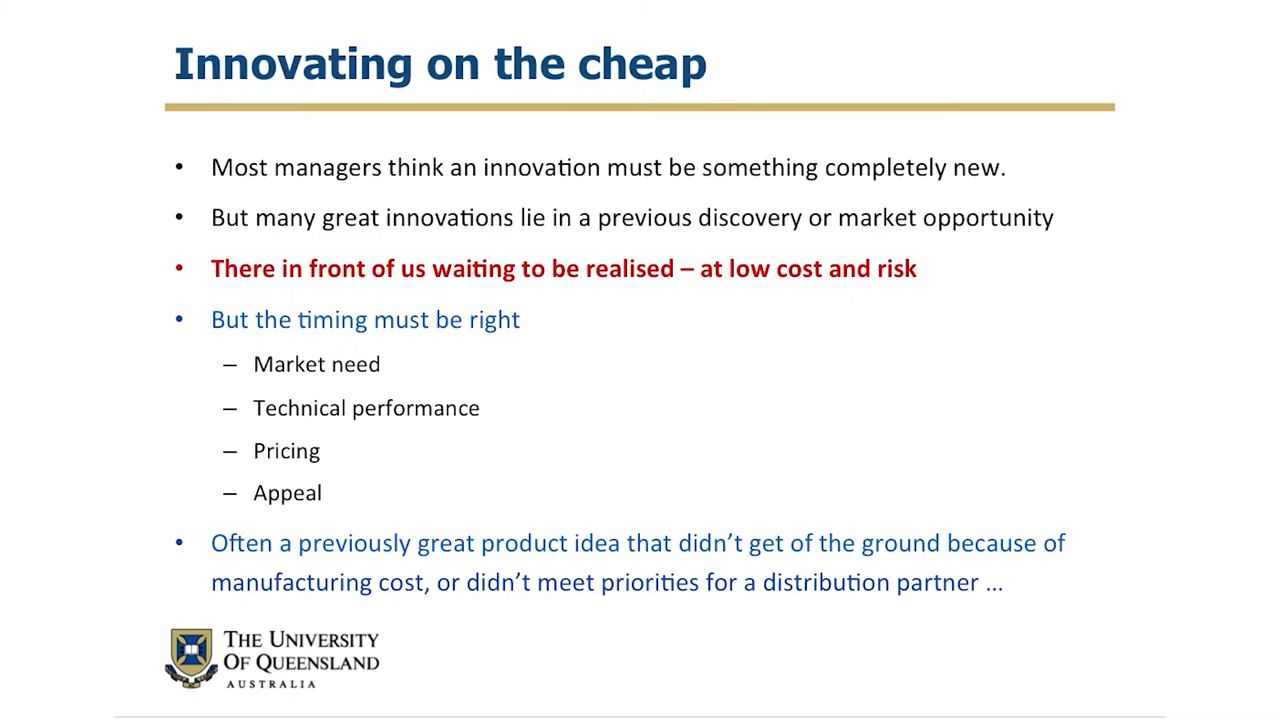 Innovating on the cheap
• Most managers think an innovation must be something completely new.
• But many great innovations lie in a previous discovery or market opportunity
• There in front of us waiting to be realised – at low cost and risk
• But the timing must be right
– Market need
– Technical performance
– Pricing
– Appeal
• Often a previously great product idea that didn't get of the ground because of
manufacturing cost, or didn't meet priorities for a distribution partner ...
THE UNIVERSITY
OF QUEENSLAND
AUSTRALIA